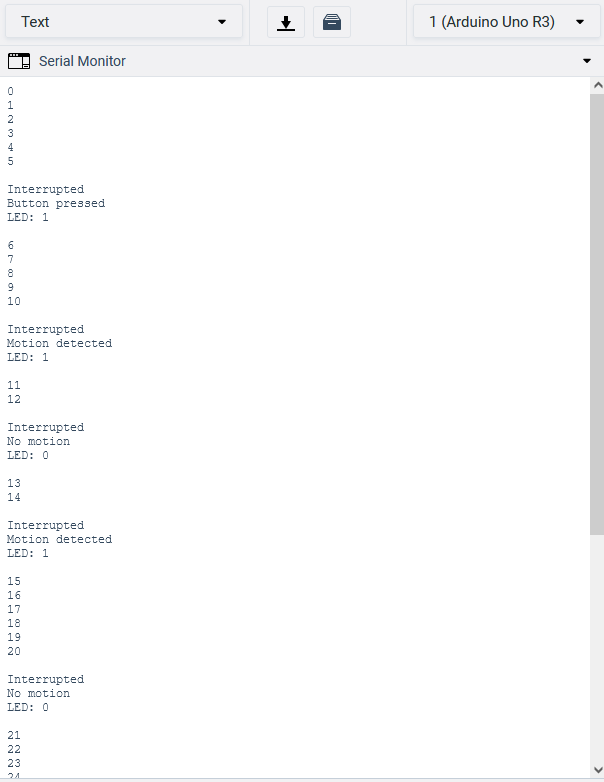 Text
1 (Arduino Uno R3)
Serial Monitor
0
1
2
3
4
5
Interrupted
Button pressed
LED: 1
6
7
8
9
10
Interrupted
Motion detected
LED: 1
11
12
Interrupted
No motion
LED: 0
13
14
Interrupted
Motion detected
LED: 1
15
16
17
18
19
20
Interrupted
No motion
LED: 0
21
22
23
24